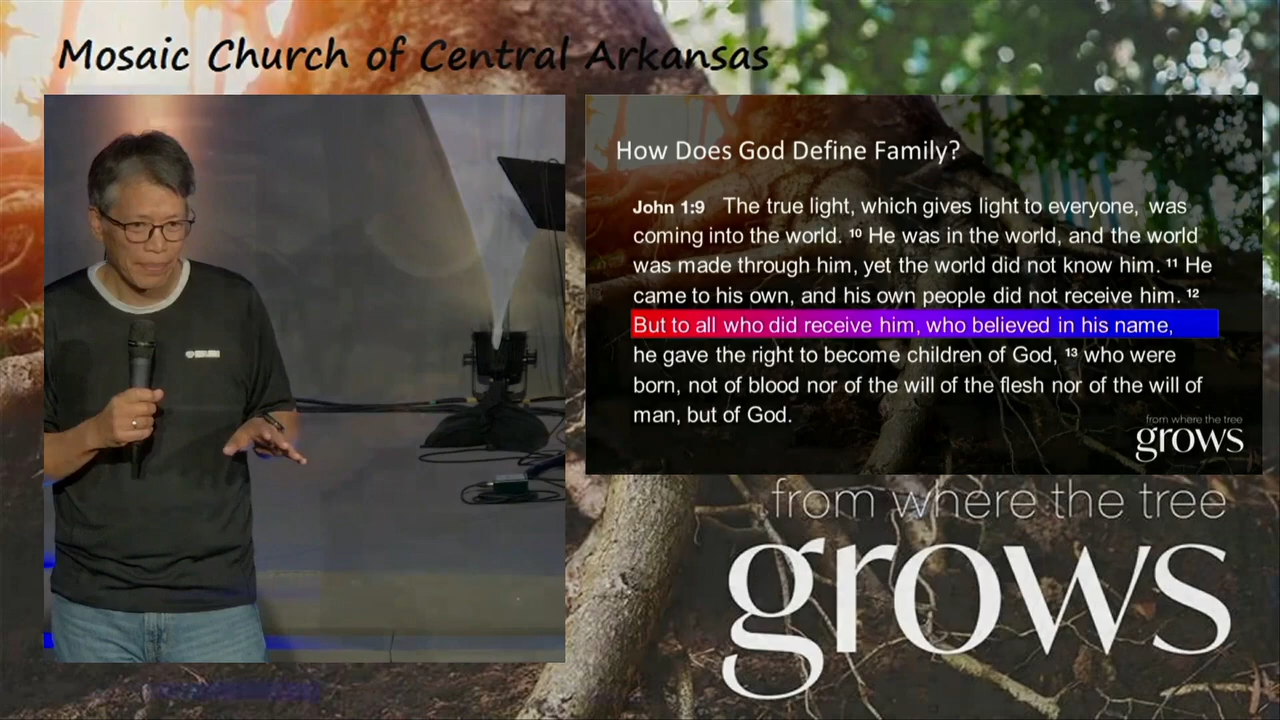 Mosaic Church of Central Arkansas
How Does God Define Family?
John 1:9 The true light, which gives light to everyone, was
coming into the world. ¹⁰ He was in the world, and the world
was made through him, yet the world did not know him. ¹¹ He
came to his own, and his own people did not receive him. ¹²
But to all who did receive him, who believed in his name,
he gave the right to become children of God, ¹³ who were
born, not of blood nor of the will of the flesh nor of the will of
man, but of God.
from where the tree
grows
from where the tree
grows